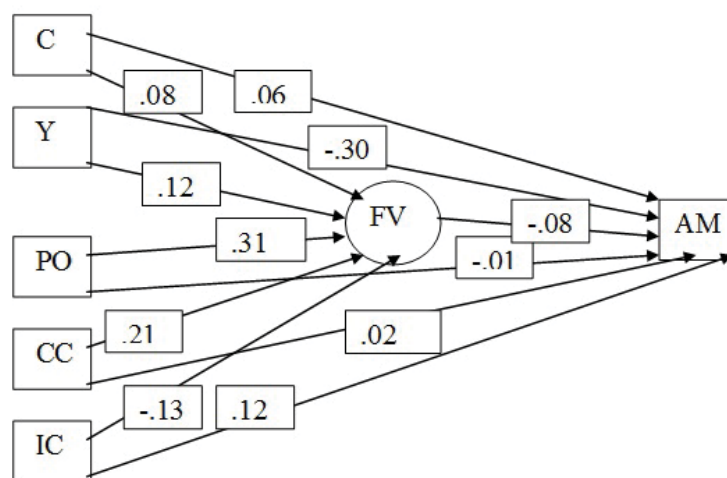 C
.08
.06
Y
-.30
.12
FV
-.08
AM
PO
.31
-.01
CC
.21
.02
IC
-.13
.12